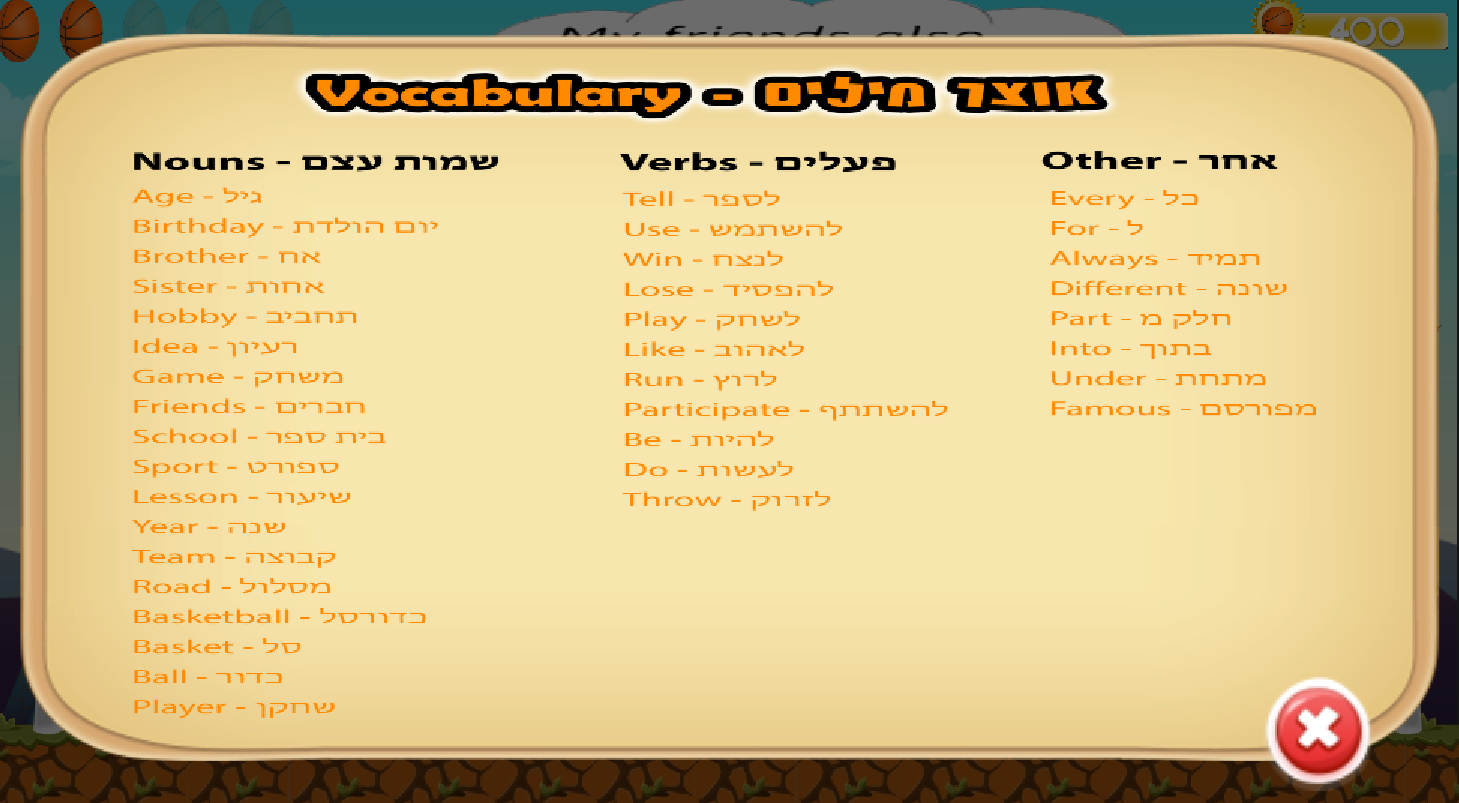 My friends also
400
Vocabulary - אוצר מילים
Nouns - שמות עצם
Age - גיל
Birthday - יום הולדת
Brother - אח
Sister - אחות
Hobby - תחביב
Idea - רעיון
Game - משחק
Friends - חברים
School - בית ספר
Sport - ספורט
Lesson - שיעור
Year - שנה
Team - קבוצה
Road - מסלול
Basketball - כדורסל
Basket - סל
Ball - כדור
Player - שחקן
Verbs - פעלים
Tell - לספר
Use - להשתמש
Win - לנצח
Lose - להפסיד
Play - לשחק
Like - לאהוב
Run - לרוץ
Participate - להשתתף
Be - להיות
Do - לעשות
Throw - לזרוק
Other - אחר
Every - כל
For - ל
Always - תמיד
Different - שונה
Part - חלק מ
Into - בתוך
Under - מתחת
Famous - מפורסם